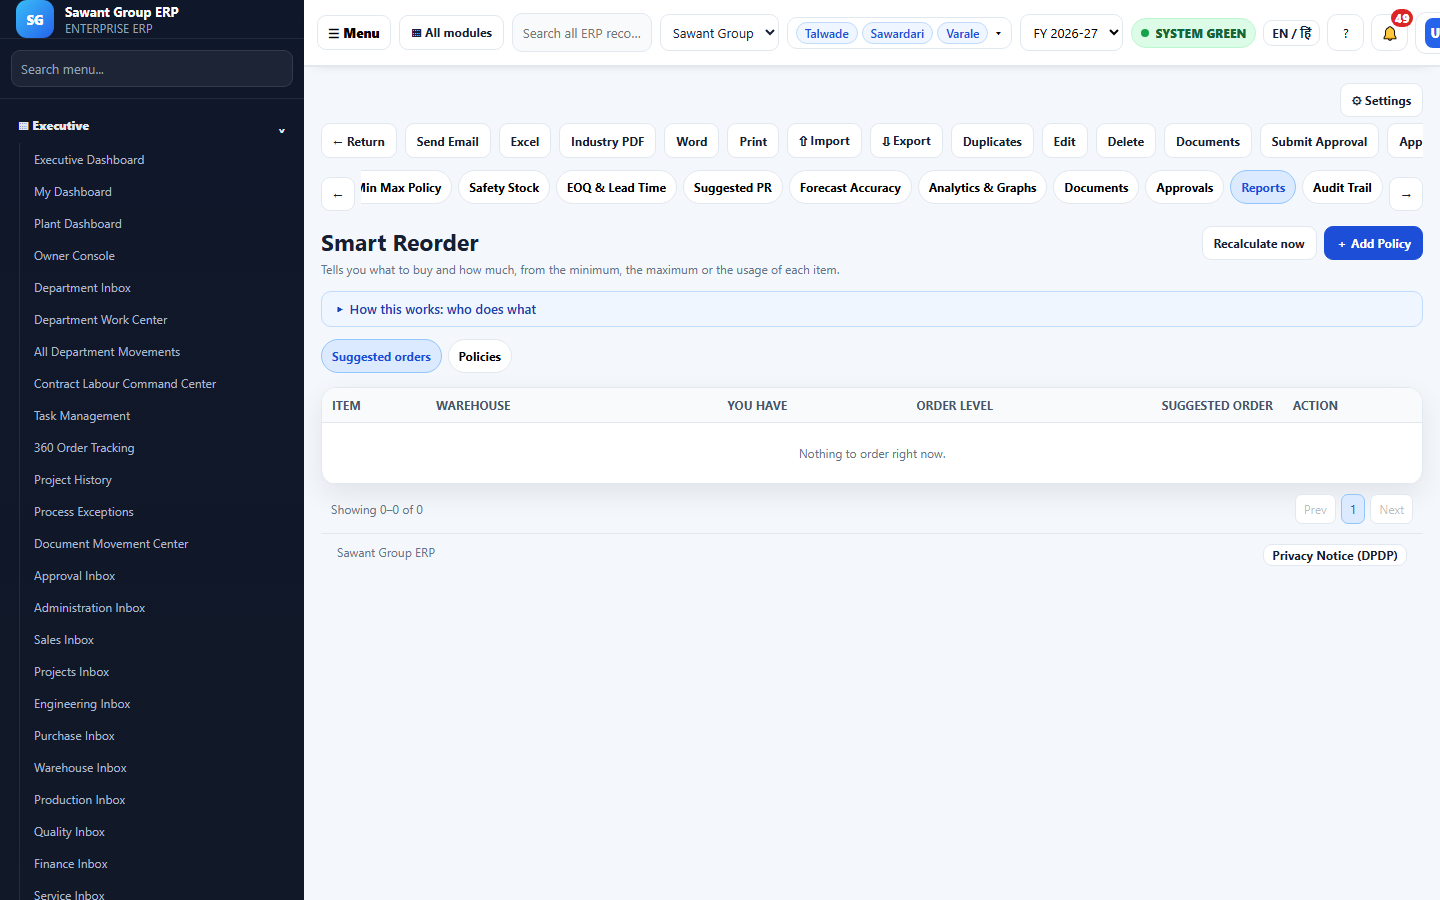 SG
Sawant Group ERP
ENTERPRISE ERP
Search menu...
Executive
Executive Dashboard
My Dashboard
Plant Dashboard
Owner Console
Department Inbox
Department Work Center
All Department Movements
Contract Labour Command Center
Task Management
360 Order Tracking
Project History
Process Exceptions
Document Movement Center
Approval Inbox
Administration Inbox
Sales Inbox
Projects Inbox
Engineering Inbox
Purchase Inbox
Warehouse Inbox
Production Inbox
Quality Inbox
Finance Inbox
Service Inbox
☰ Menu All modules Search all ERP reco... Sawant Group Talwade Sawardari Varale FY 2026-27 SYSTEM GREEN EN / हिं ? 49 U
⚙ Settings
← Return Send Email Excel Industry PDF Word Print ⇧ Import ⇩ Export Duplicates Edit Delete Documents Submit Approval App
← Min Max Policy Safety Stock EOQ & Lead Time Suggested PR Forecast Accuracy Analytics & Graphs Documents Approvals Reports Audit Trail →
Smart Reorder Recalculate now + Add Policy
Tells you what to buy and how much, from the minimum, the maximum or the usage of each item.
▸ How this works: who does what
Suggested orders Policies
ITEM WAREHOUSE YOU HAVE ORDER LEVEL SUGGESTED ORDER ACTION
Nothing to order right now.
Showing 0–0 of 0 Prev 1 Next
Sawant Group ERP Privacy Notice (DPDP)